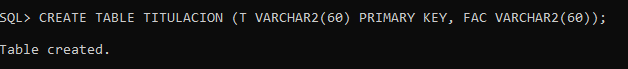 SQL> CREATE TABLE TITULACION (T VARCHAR2(60) PRIMARY KEY, FAC VARCHAR2(60));
Table created.